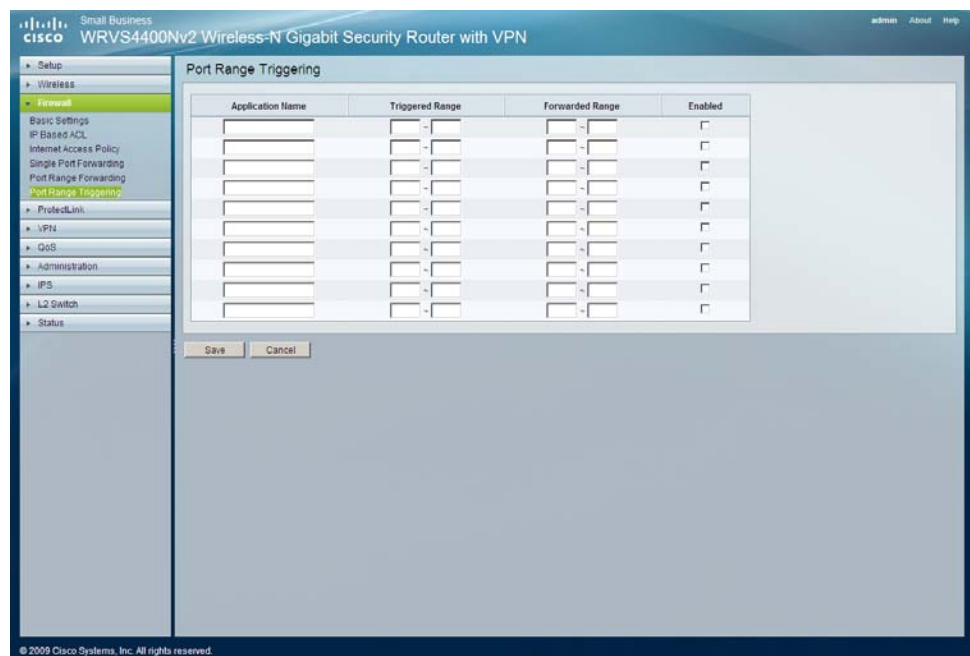 Small Business
cisco WRVS4400Nv2 Wireless-N Gigabit Security Router with VPN
admin About Help
Setup
Wireless
Firewall
Basic Settings
IP Based ACL
Internet Access Policy
Single Port Forwarding
Port Range Forwarding
Port Range Triggering
ProtectLink
VPN
QoS
Administration
IPS
L2 Switch
Status
Port Range Triggering
Application Name Triggered Range Forwarded Range Enabled
~ ~
~ ~
~ ~
~ ~
~ ~
~ ~
~ ~
~ ~
~ ~
~ ~
Save Cancel
© 2009 Cisco Systems, Inc. All rights reserved.